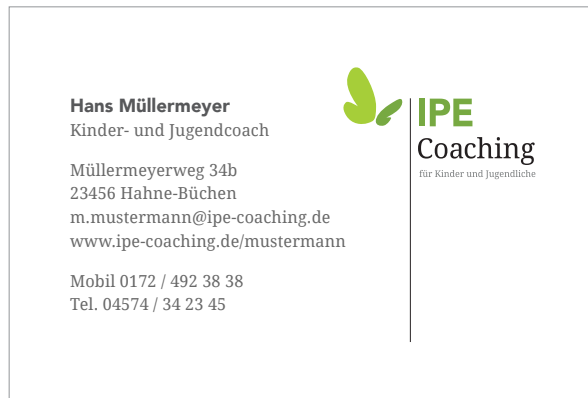 Hans Müllermeyer
Kinder- und Jugendcoach
Müllermeyerweg 34b
23456 Hahne-Büchen
m.mustermann@ipe-coaching.de
www.ipe-coaching.de/mustermann
Mobil 0172 / 492 38 38
Tel. 04574 / 34 23 45
IPE
Coaching
für Kinder und Jugendliche